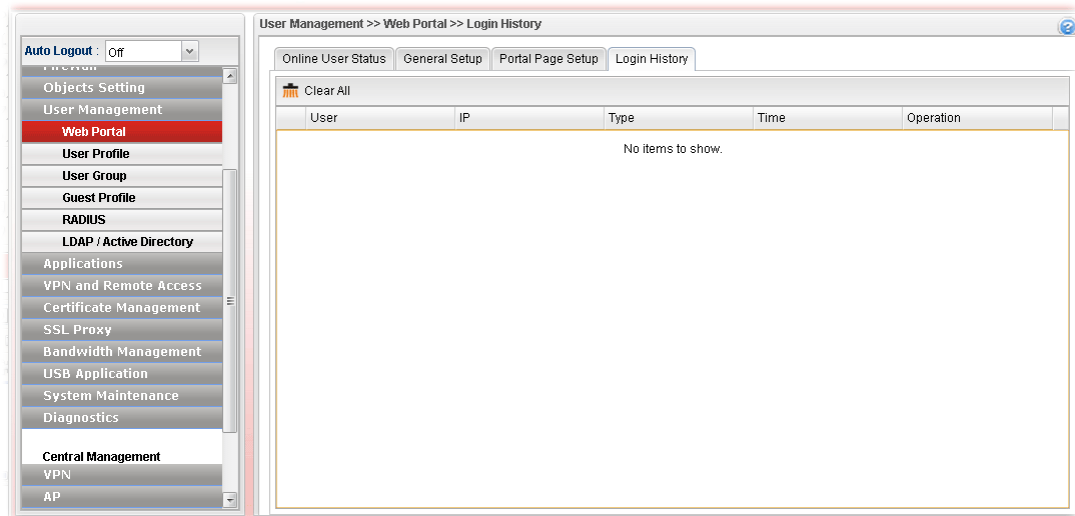 User Management >> Web Portal >> Login History
Auto Logout : Off
Online User Status General Setup Portal Page Setup Login History
Clear All
User IP Type Time Operation
No items to show.
Firewall
Objects Setting
User Management
Web Portal
User Profile
User Group
Guest Profile
RADIUS
LDAP / Active Directory
Applications
VPN and Remote Access
Certificate Management
SSL Proxy
Bandwidth Management
USB Application
System Maintenance
Diagnostics
Central Management
VPN
AP